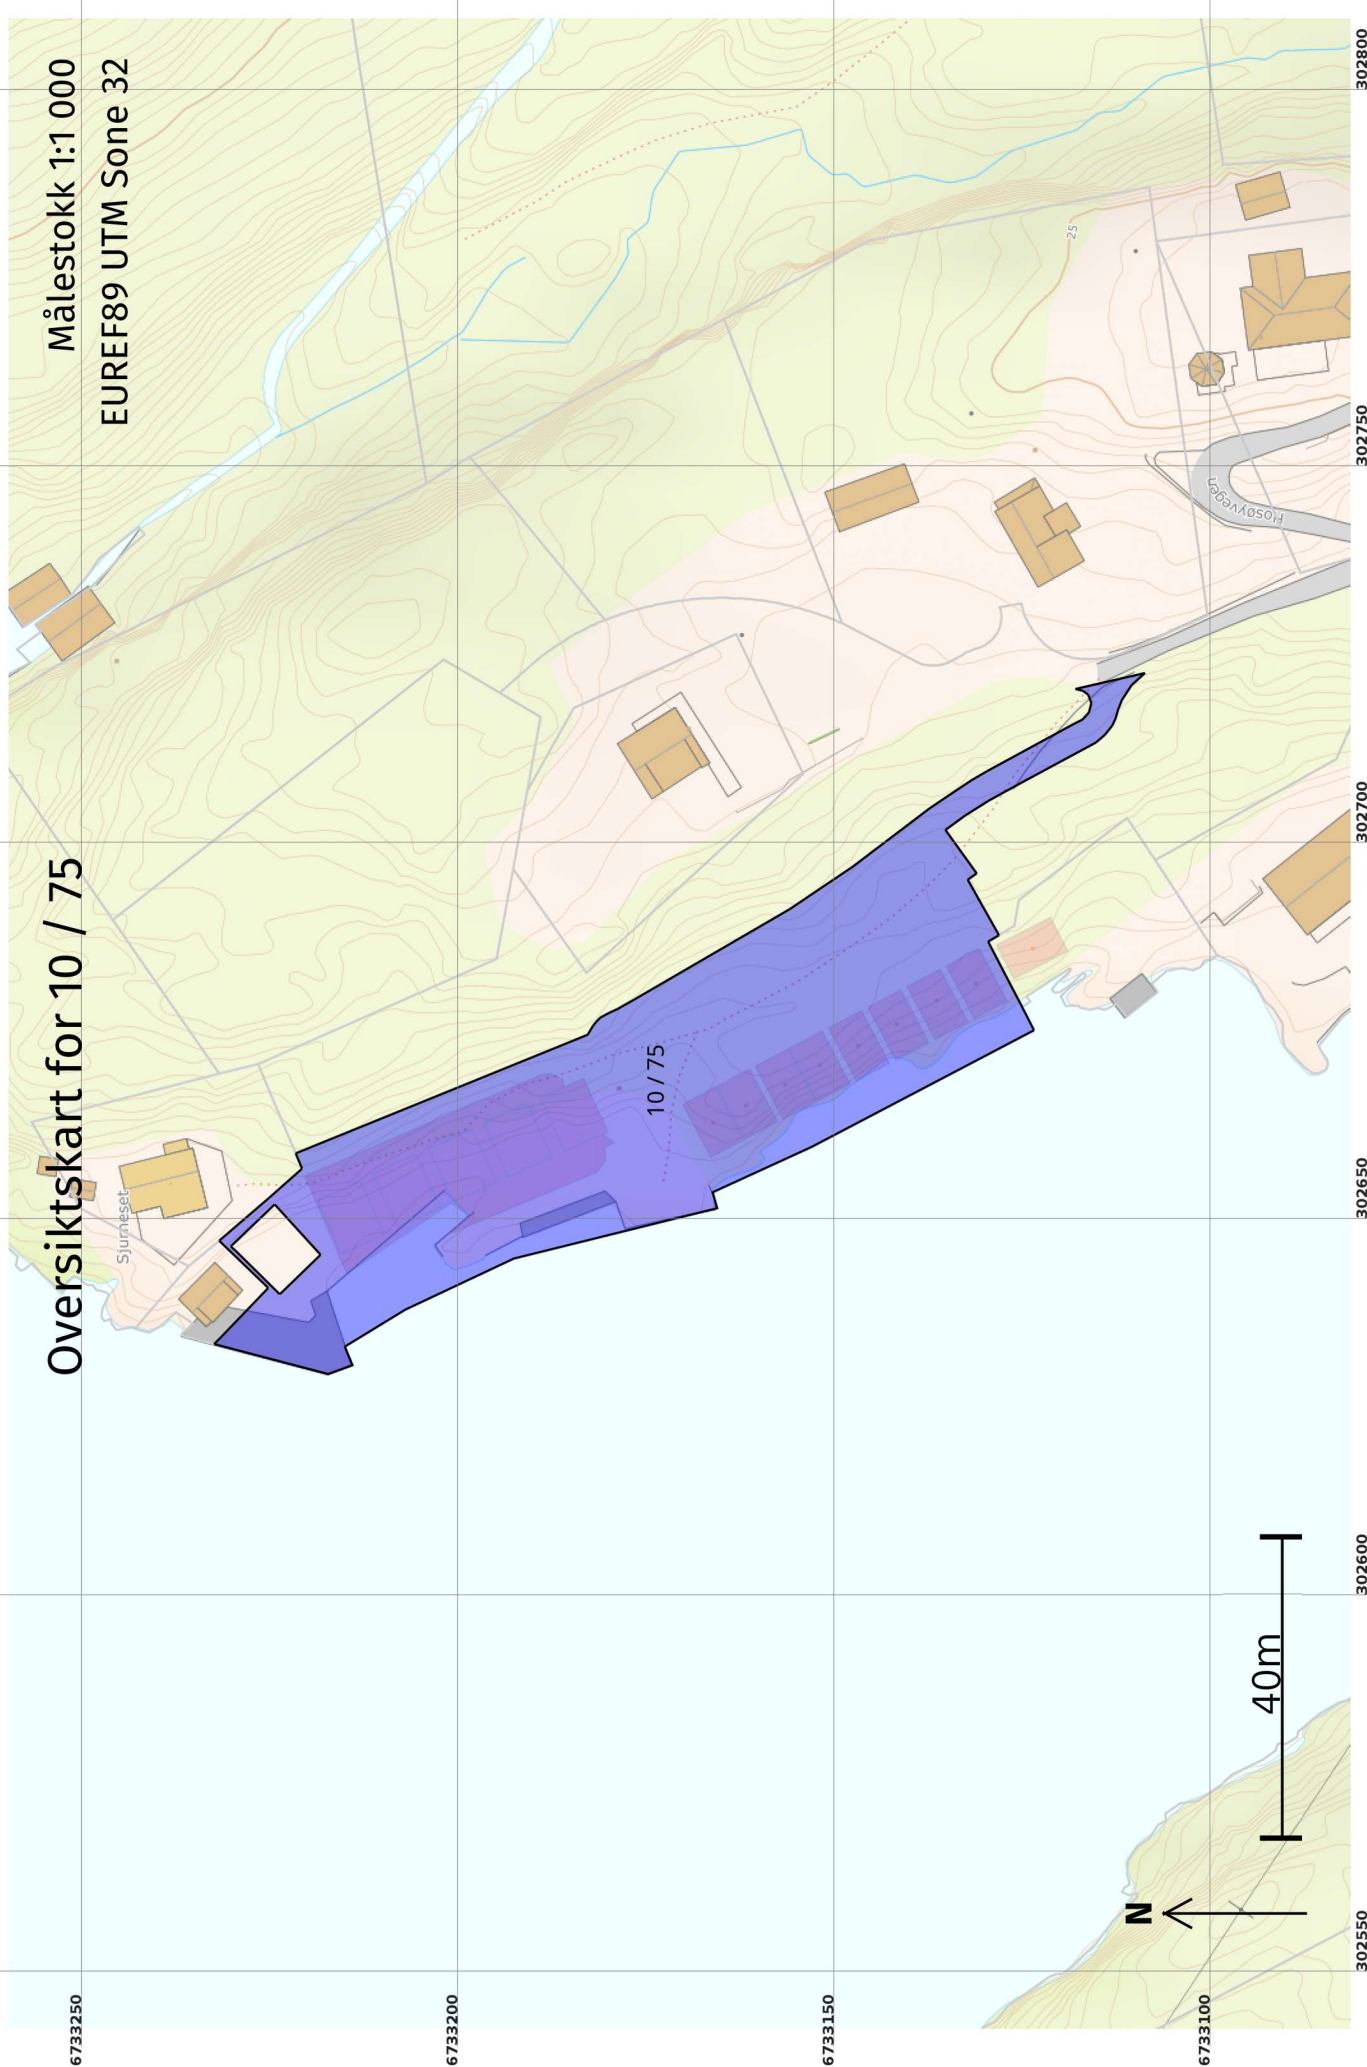 Oversiktskart for 10 / 75
Målestokk 1:1 000
EUREF89 UTM Sone 32
Sjurneset
10 / 75
25
Hosøyvegen
40m
N
6733250
6733200
6733150
6733100
302550
302600
302650
302700
302750
302800